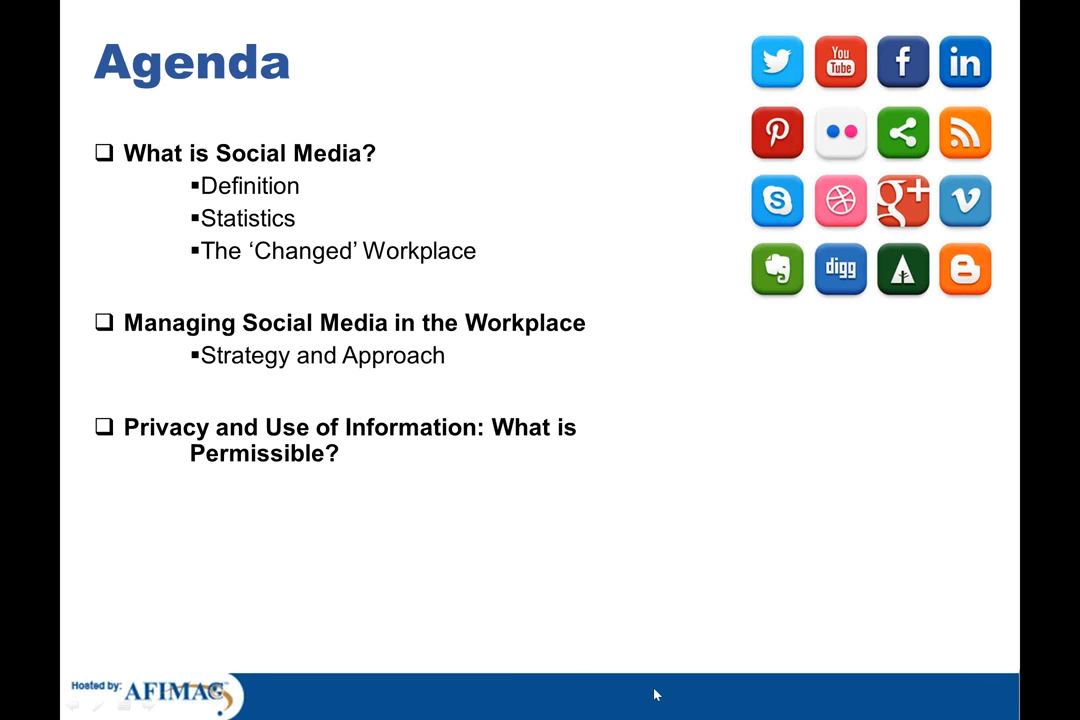 Agenda
What is Social Media?
Definition
Statistics
The ‘Changed’ Workplace
Managing Social Media in the Workplace
Strategy and Approach
Privacy and Use of Information: What is
Permissible?
You
Tube
f
in
S
g+
v
digg
B
Hosted by: AFIMAC™